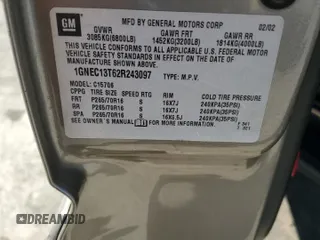 GM
MFD BY GENERAL MOTORS CORP 02/02
GVWR GAWR FRT GAWR RR
3085KG(6800LB) 1452KG(3200LB) 1814KG(4000LB)
THIS VEHICLE CONFORMS TO ALL APPLICABLE U.S. FEDERAL MOTOR
VEHICLE SAFETY STANDARDS IN EFFECT ON THE DATE OF
MANUFACTURE SHOWN ABOVE.
1GNEC13T62R243097 TYPE: M.P.V.
MODEL: C15706
CPPG TIRE SIZE SPEED RTG RIM COLD TIRE PRESSURE
FRT P265/70R16 S 16X7J 240KPA(35PSI)
RR P265/70R16 S 16X7J 240KPA(35PSI)
SPA P265/70R16 S 16X6.5J 240KPA(35PSI)
SEE OWNER'S MANUAL FOR MORE INFORMATION
DREAMBID
dreambid.com